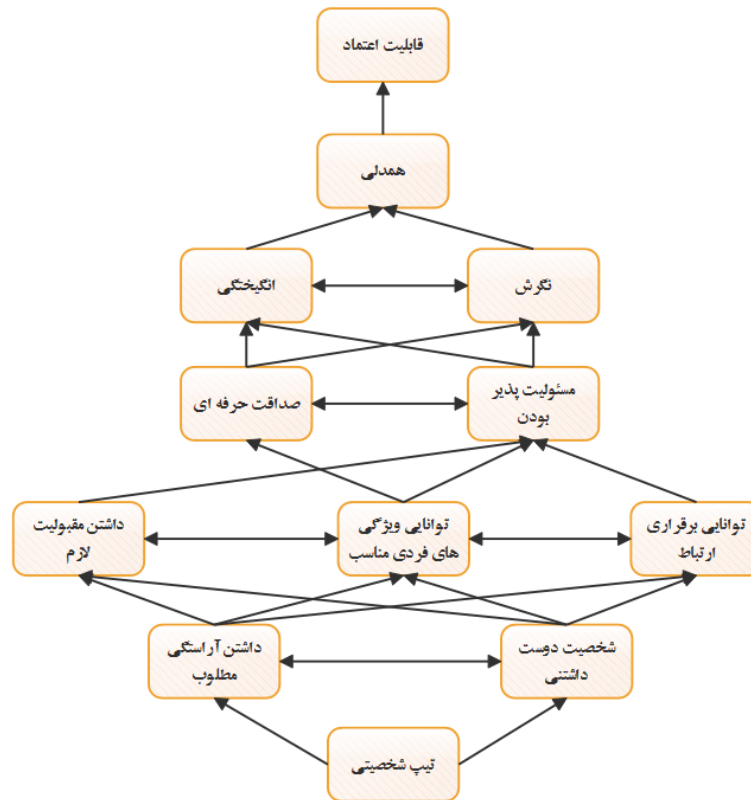 قابلیت اعتماد
همدلی
نگرش
انگیختگی
مسئولیت پذیر
بودن
صداقت حرفه ای
توانایی برقراری
ارتباط
توانایی ویژگی
های فردی مناسب
داشتن مقبولیت
لازم
شخصیت دوست
داشتنی
داشتن آراستگی
مطلوب
تیپ شخصیتی